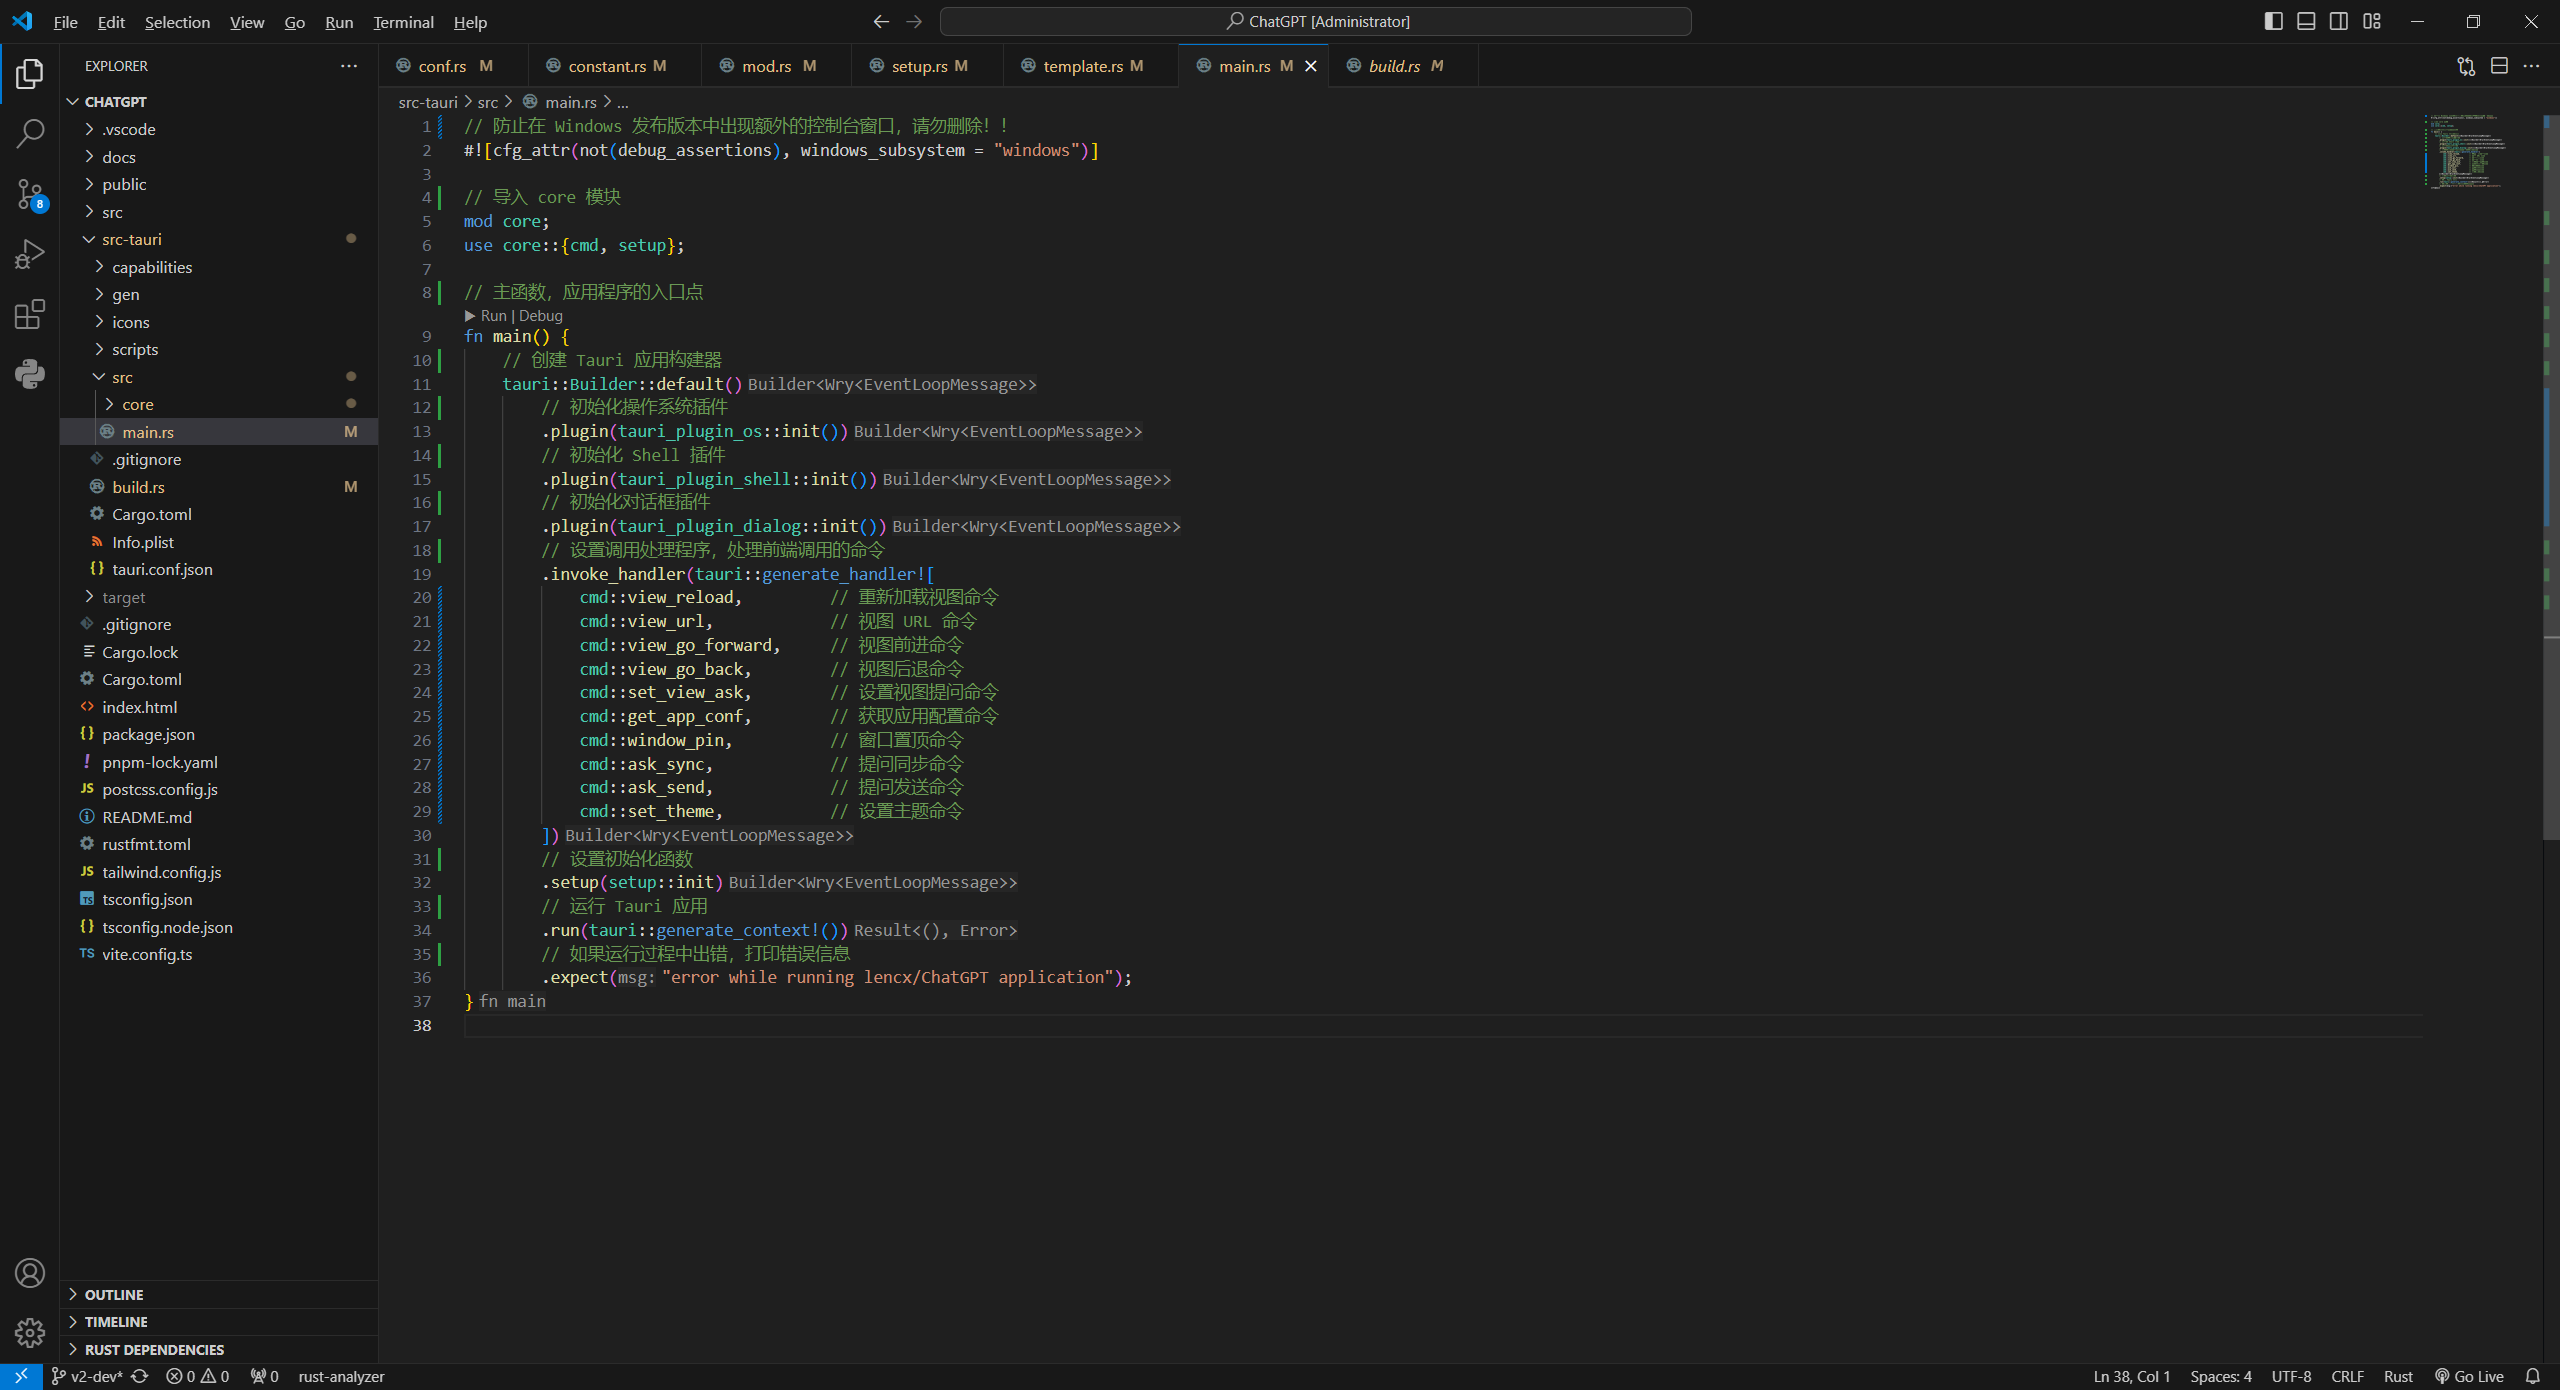 File Edit Selection View Go Run Terminal Help
ChatGPT [Administrator]
EXPLORER
CHATGPT
.vscode
docs
public
src
src-tauri
capabilities
gen
icons
scripts
src
core
main.rs M
.gitignore
build.rs M
Cargo.toml
Info.plist
tauri.conf.json
target
.gitignore
Cargo.lock
Cargo.toml
index.html
package.json
pnpm-lock.yaml
postcss.config.js
README.md
rustfmt.toml
tailwind.config.js
tsconfig.json
tsconfig.node.json
vite.config.ts
OUTLINE
TIMELINE
RUST DEPENDENCIES
8
conf.rs M constant.rs M mod.rs M setup.rs M template.rs M main.rs M build.rs M
src-tauri > src > main.rs > ...
1 // 防止在 Windows 发布版本中出现额外的控制台窗口，请勿删除！！
2 #![cfg_attr(not(debug_assertions), windows_subsystem = "windows")]
3
4 // 导入 core 模块
5 mod core;
6 use core::{cmd, setup};
7
8 // 主函数，应用程序的入口点
Run | Debug
9 fn main() {
10 // 创建 Tauri 应用构建器
11 tauri::Builder::default() Builder<Wry<EventLoopMessage>>
12 // 初始化操作系统插件
13 .plugin(tauri_plugin_os::init()) Builder<Wry<EventLoopMessage>>
14 // 初始化 Shell 插件
15 .plugin(tauri_plugin_shell::init()) Builder<Wry<EventLoopMessage>>
16 // 初始化对话框插件
17 .plugin(tauri_plugin_dialog::init()) Builder<Wry<EventLoopMessage>>
18 // 设置调用处理程序，处理前端调用的命令
19 .invoke_handler(tauri::generate_handler![
20 cmd::view_reload, // 重新加载视图命令
21 cmd::view_url, // 视图 URL 命令
22 cmd::view_go_forward, // 视图前进命令
23 cmd::view_go_back, // 视图后退命令
24 cmd::set_view_ask, // 设置视图提问命令
25 cmd::get_app_conf, // 获取应用配置命令
26 cmd::window_pin, // 窗口置顶命令
27 cmd::ask_sync, // 提问同步命令
28 cmd::ask_send, // 提问发送命令
29 cmd::set_theme, // 设置主题命令
30 ]) Builder<Wry<EventLoopMessage>>
31 // 设置初始化函数
32 .setup(setup::init) Builder<Wry<EventLoopMessage>>
33 // 运行 Tauri 应用
34 .run(tauri::generate_context!()) Result<(), Error>
35 // 如果运行过程中出错，打印错误信息
36 .expect(msg: "error while running lencx/ChatGPT application");
37 } fn main
38
v2-dev* 0 0 0 rust-analyzer
Ln 38, Col 1 Spaces: 4 UTF-8 CRLF Rust Go Live